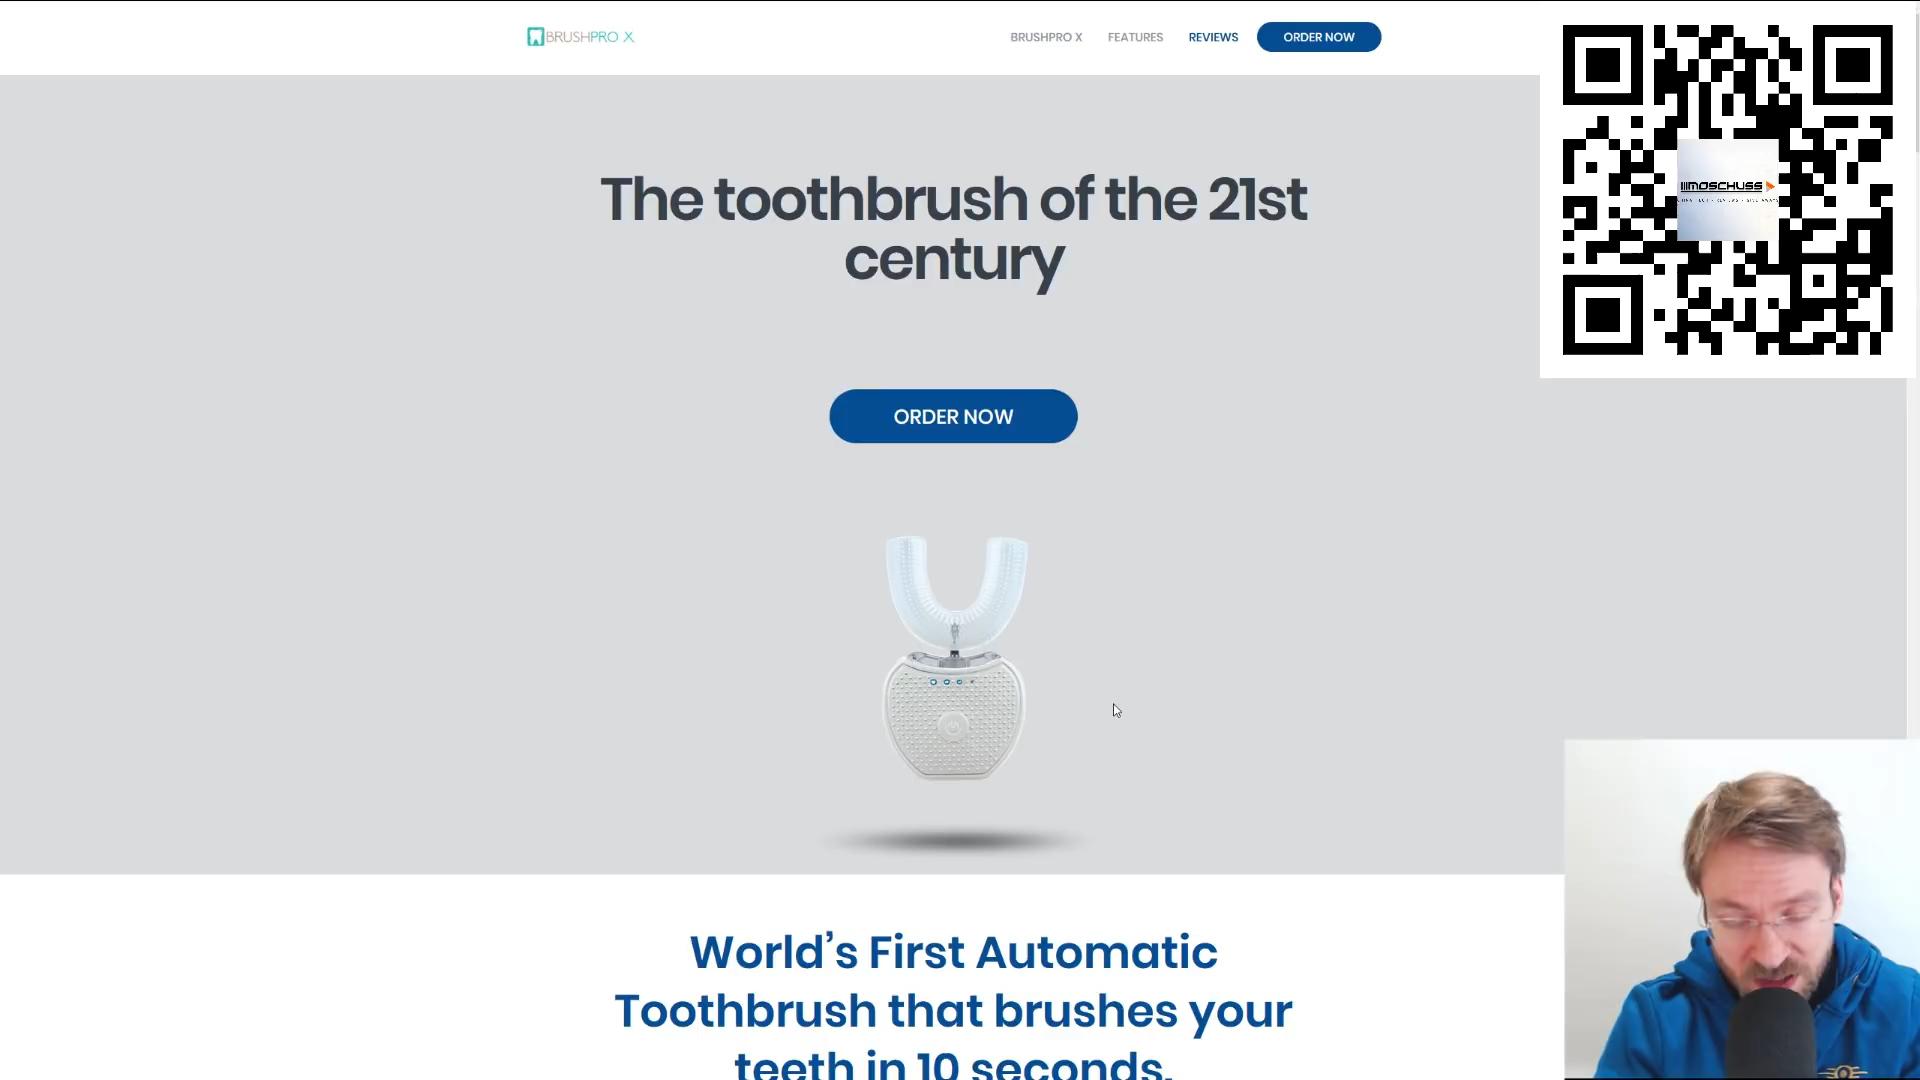 BRUSHPRO X
BRUSHPRO X
FEATURES
REVIEWS
ORDER NOW
The toothbrush of the 21st
century
ORDER NOW
MOSCHUSS
World's First Automatic
Toothbrush that brushes your
teeth in 10 seconds.